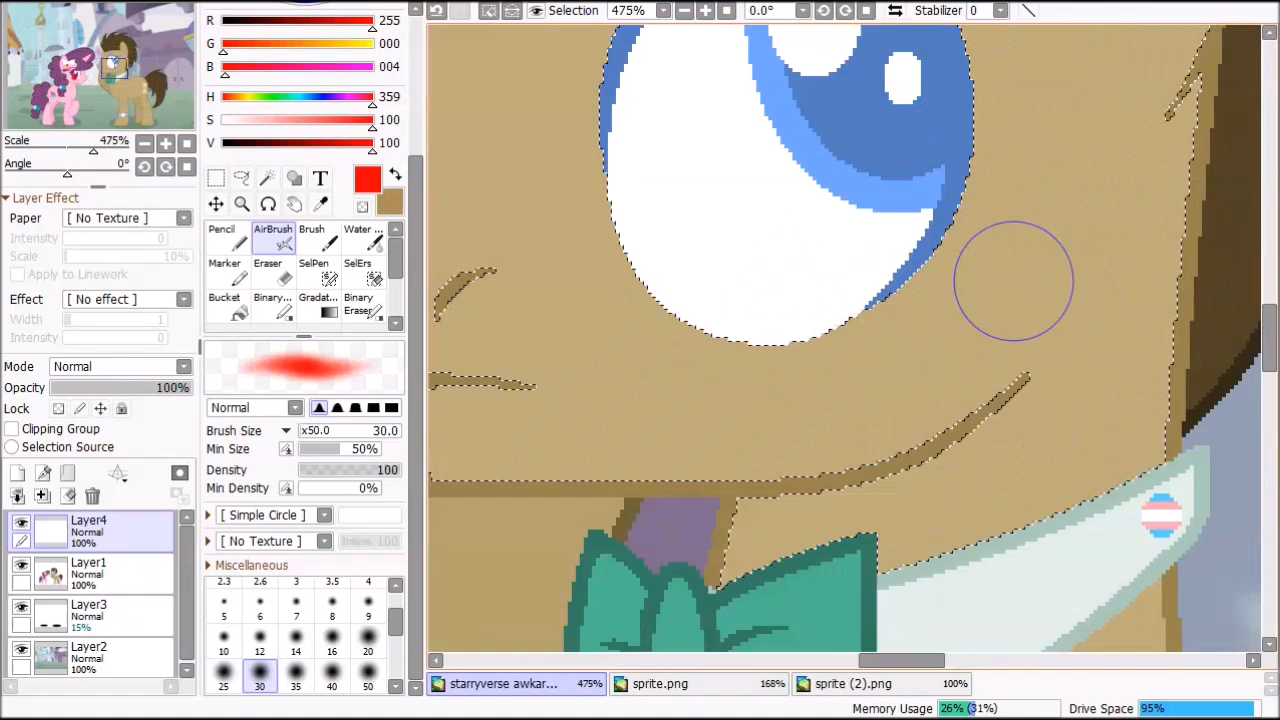 Selection 475% 0.0° Stabilizer 0
R 255
G 000
B 004
H 359
S 100
V 100
T
Scale 475%
Angle 0°
Layer Effect
Paper [ No Texture ]
Intensity 0
Scale 10%
Apply to Linework
Effect [ No effect ]
Width 1
Intensity 0
Mode Normal
Opacity 100%
Lock
Clipping Group
Selection Source
Layer4
Normal
100%
Layer1
Normal
100%
Layer3
Normal
15%
Layer2
Normal
100%
Pencil AirBrush Brush Water ...
Marker Eraser SelPen SelErs
Bucket Binary... Gradat... Binary Eraser
Normal
Brush Size x50.0 30.0
Min Size 50%
Density 100
Min Density 0%
[ Simple Circle ]
[ No Texture ] Intens. 100
Miscellaneous
2.3 2.6 3 3.5 4
5 6 7 8 9
10 12 14 16 20
25 30 35 40 50
starryverse awkar... 475% sprite.png 168% sprite (2).png 100%
Memory Usage 26% (31%) Drive Space 95%